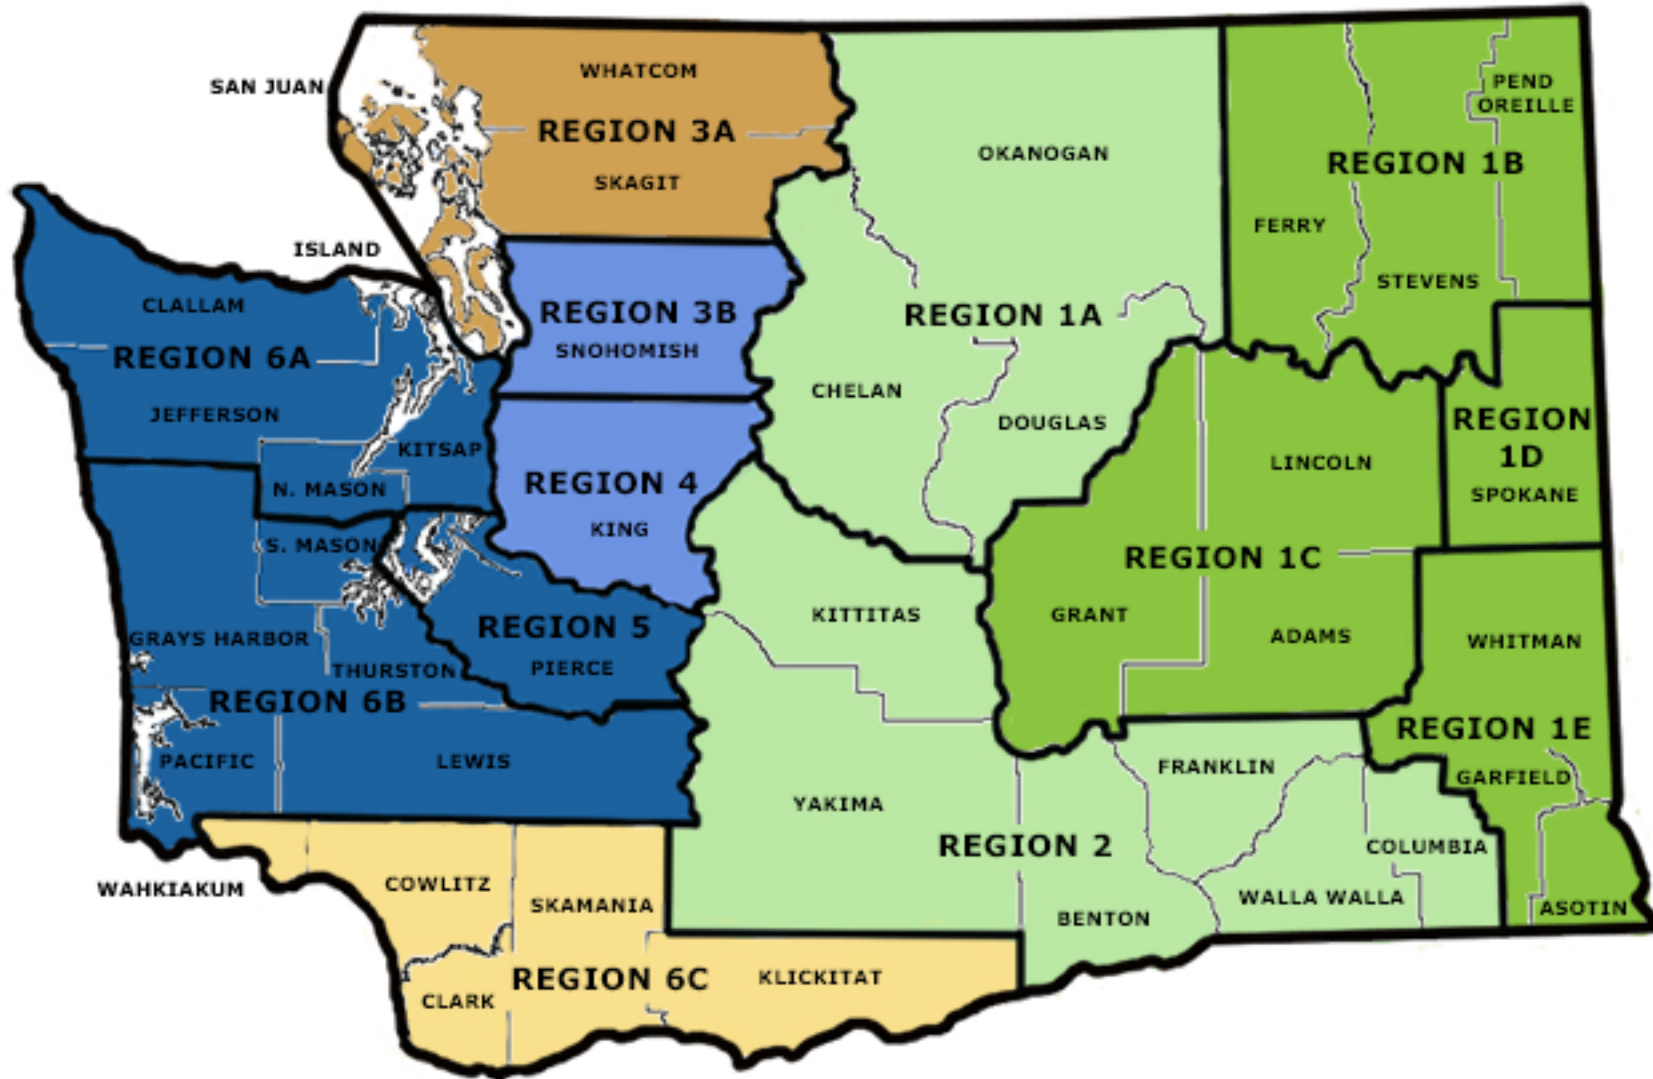 WHATCOM
SAN JUAN
REGION 3A
SKAGIT
ISLAND
REGION 3B
SNOHOMISH
REGION 4
KING
CLALLAM
REGION 6A
JEFFERSON
KITSAP
N. MASON
S. MASON
GRAYS HARBOR
THURSTON
REGION 6B
PACIFIC
LEWIS
REGION 5
PIERCE
WAHKIAKUM
COWLITZ
SKAMANIA
REGION 6C
CLARK
KLICKITAT
OKANOGAN
REGION 1A
CHELAN
DOUGLAS
KITTITAS
YAKIMA
REGION 2
BENTON
FRANKLIN
WALLA WALLA
COLUMBIA
PEND
OREILLE
REGION 1B
FERRY
STEVENS
REGION
1D
SPOKANE
LINCOLN
REGION 1C
GRANT
ADAMS
WHITMAN
REGION 1E
GARFIELD
ASOTIN